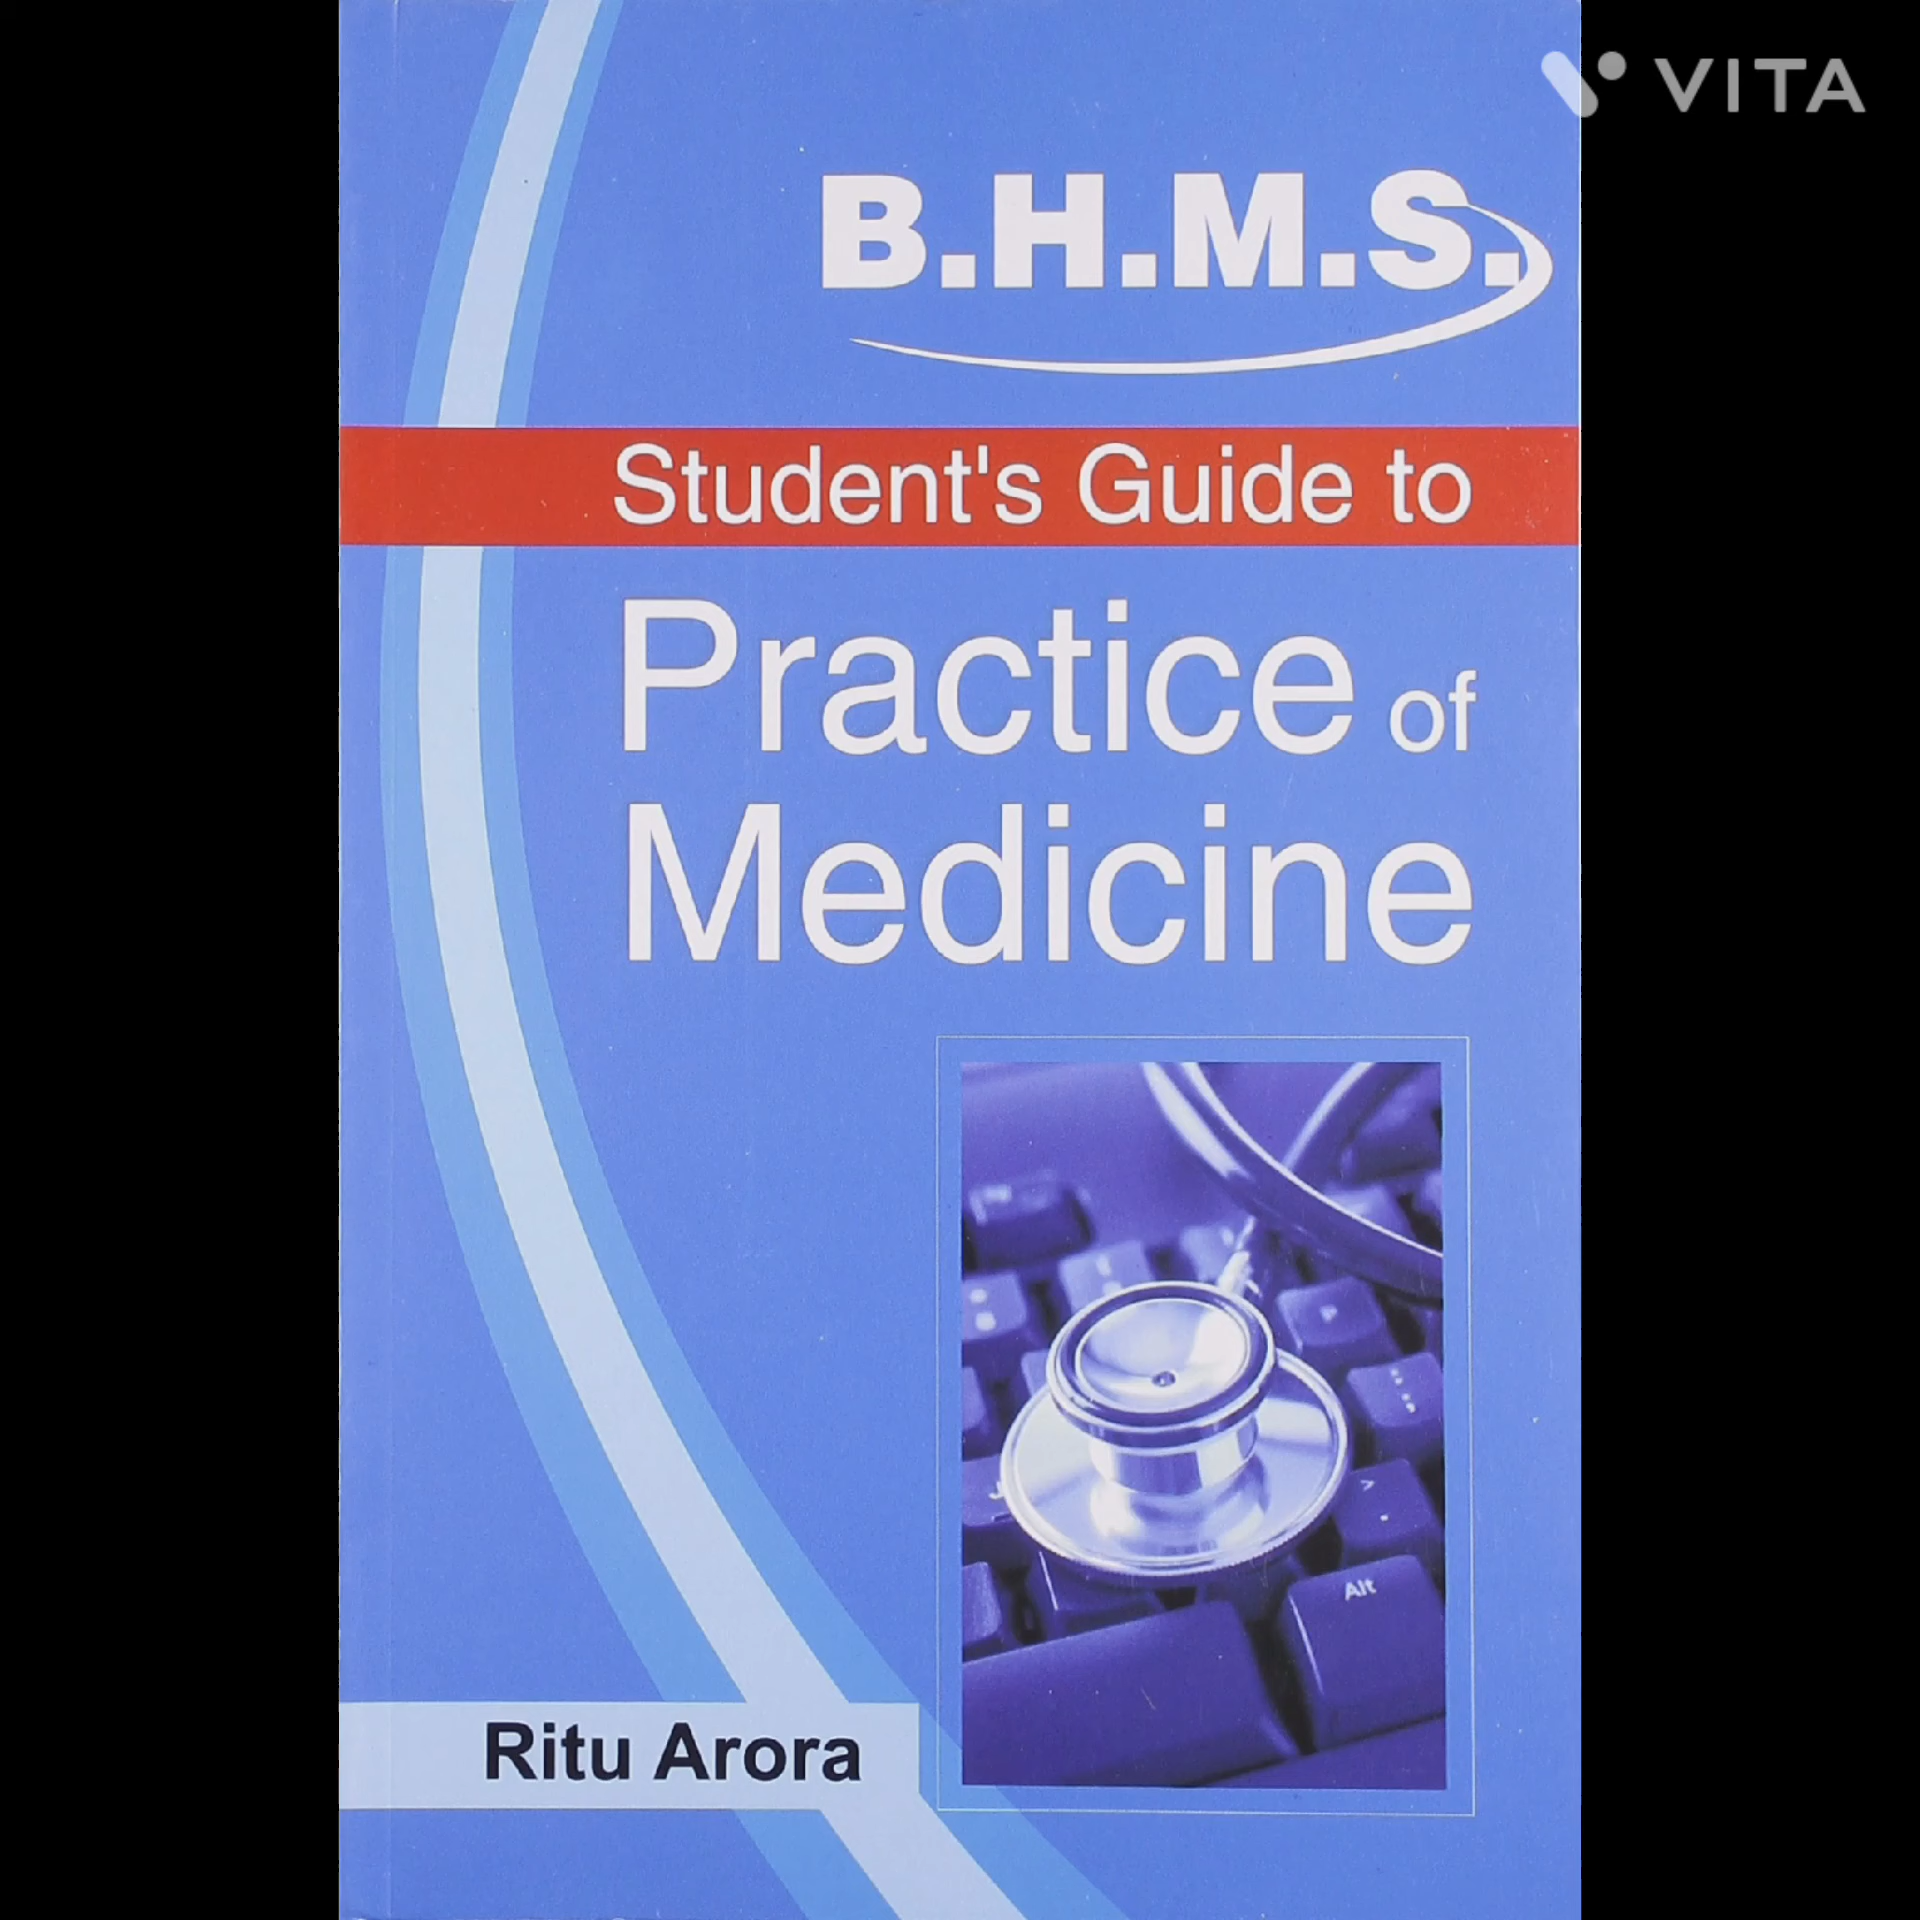 VITA
B.H.M.S.
Student's Guide to
Practice of
Medicine
Alt
Ritu Arora